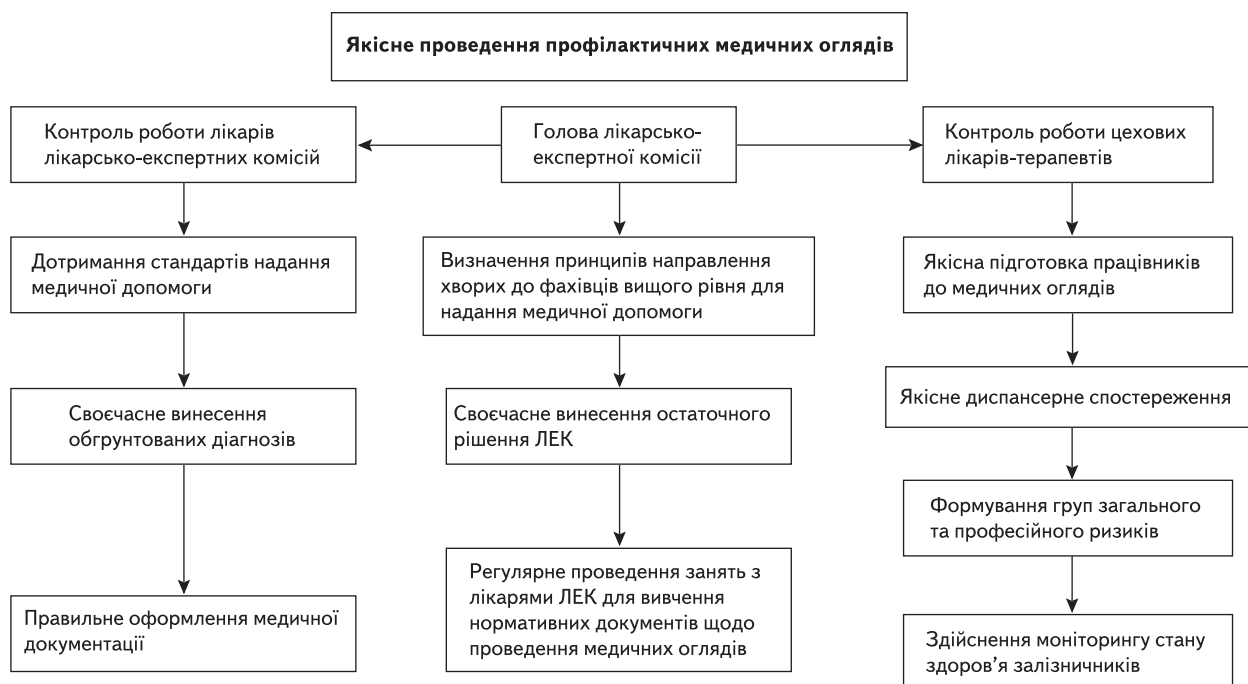 Якісне проведення профілактичних медичних оглядів
Контроль роботи лікарів
лікарсько-експертних комісій
Голова лікарсько-
експертної комісії
Контроль роботи цехових
лікарів-терапевтів
Дотримання стандартів надання
медичної допомоги
Визначення принципів направлення
хворих до фахівців вищого рівня для
надання медичної допомоги
Якісна підготовка працівників
до медичних оглядів
Своєчасне винесення
обгрунтованих діагнозів
Своєчасне винесення остаточного
рішення ЛЕК
Якісне диспансерне спостереження
Формування груп загального
та професійного ризиків
Правильне оформлення медичної
документації
Регулярне проведення занять з
лікарями ЛЕК для вивчення
нормативних документів щодо
проведення медичних оглядів
Здійснення моніторингу стану
здоров’я залізничників